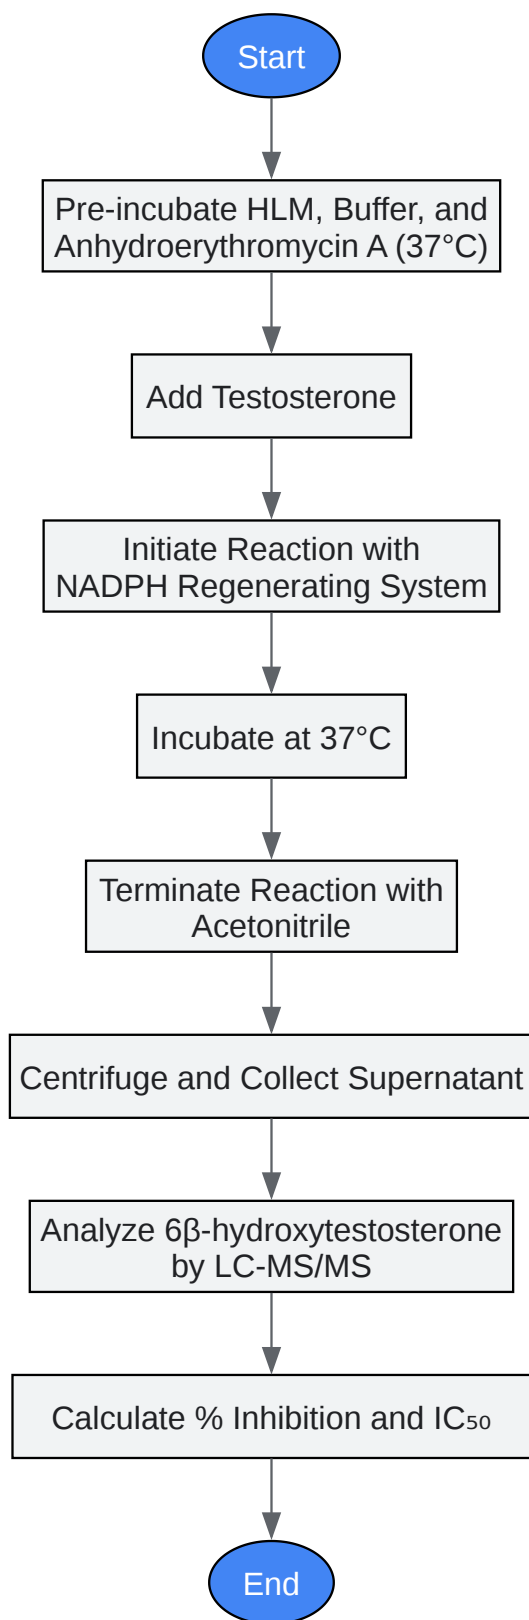 Start
Pre-incubate HLM, Buffer, and
Anhydroerythromycin A (37°C)
Add Testosterone
Initiate Reaction with
NADPH Regenerating System
Incubate at 37°C
Terminate Reaction with
Acetonitrile
Centrifuge and Collect Supernatant
Analyze 6β-hydroxytestosterone
by LC-MS/MS
Calculate % Inhibition and IC₅₀
End